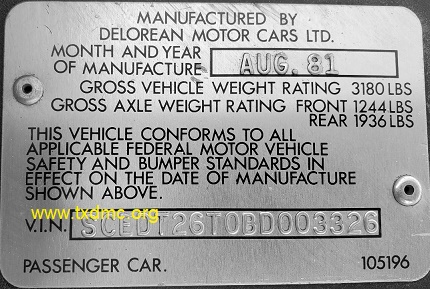 MANUFACTURED BY
DELOREAN MOTOR CARS LTD.
MONTH AND YEAR
OF MANUFACTURE AUG. 81
GROSS VEHICLE WEIGHT RATING 3180 LBS
GROSS AXLE WEIGHT RATING FRONT 1244 LBS
REAR 1936 LBS
THIS VEHICLE CONFORMS TO ALL
APPLICABLE FEDERAL MOTOR VEHICLE
SAFETY AND BUMPER STANDARDS IN
EFFECT ON THE DATE OF MANUFACTURE
SHOWN ABOVE.
www.txdmc.org
V.I.N. SCEDT26T0BD003326
PASSENGER CAR. 105196